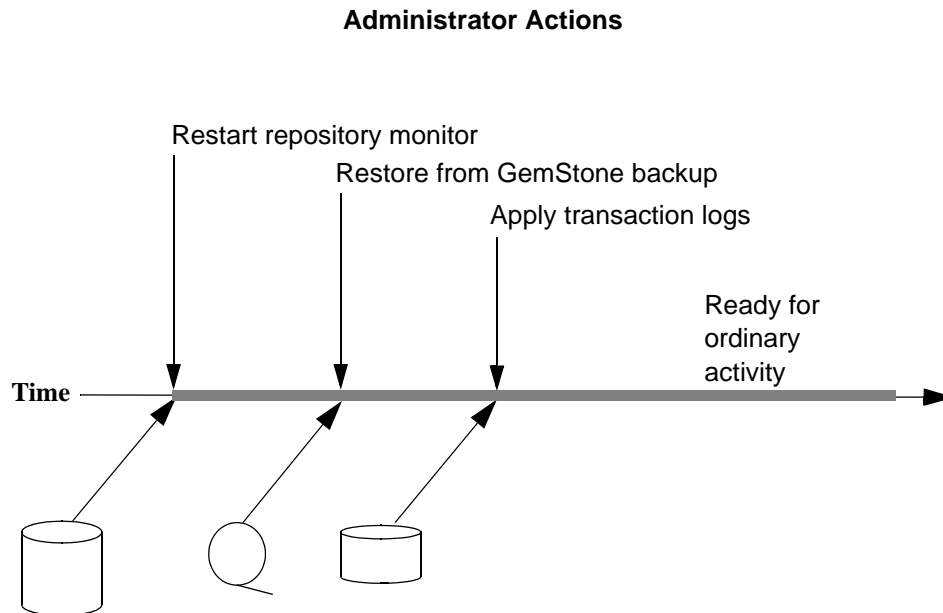 Administrator Actions
Restart repository monitor
Restore from GemStone backup
Apply transaction logs
Ready for
ordinary
activity
Time